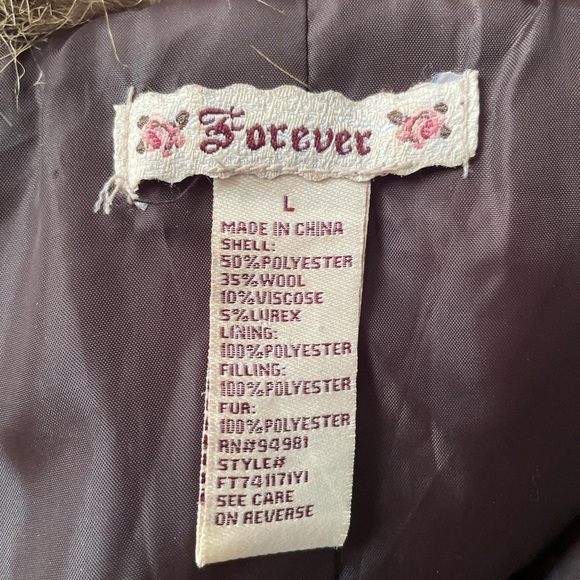 Forever
L
MADE IN CHINA
SHELL:
50%POLYESTER
35%WOOL
10%VISCOSE
5%LUREX
LINING:
100%POLYESTER
FILLING:
100%POLYESTER
FUR:
100%POLYESTER
RN#94981
STYLE#
FT741171Y1
SEE CARE
ON REVERSE